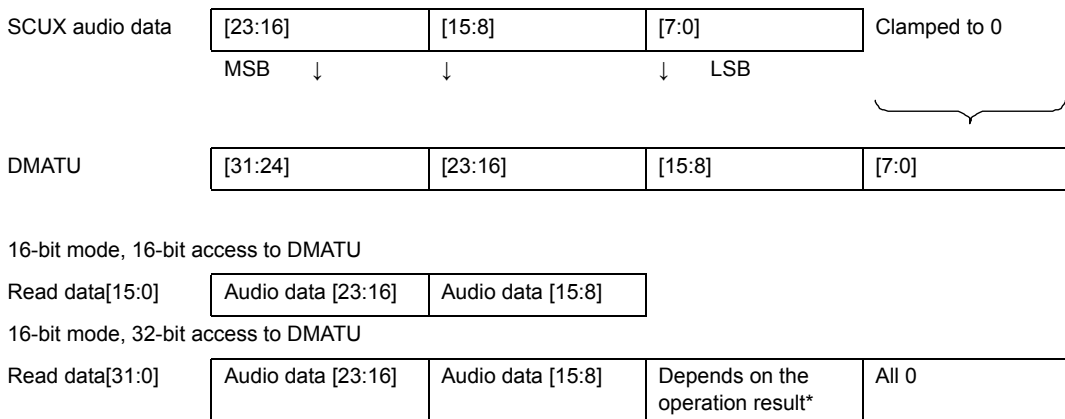 SCUX audio data [23:16] [15:8] [7:0] Clamped to 0
MSB ↓ ↓ ↓ LSB
DMATU [31:24] [23:16] [15:8] [7:0]
16-bit mode, 16-bit access to DMATU
Read data[15:0] Audio data [23:16] Audio data [15:8]
16-bit mode, 32-bit access to DMATU
Read data[31:0] Audio data [23:16] Audio data [15:8] Depends on the All 0
operation result*